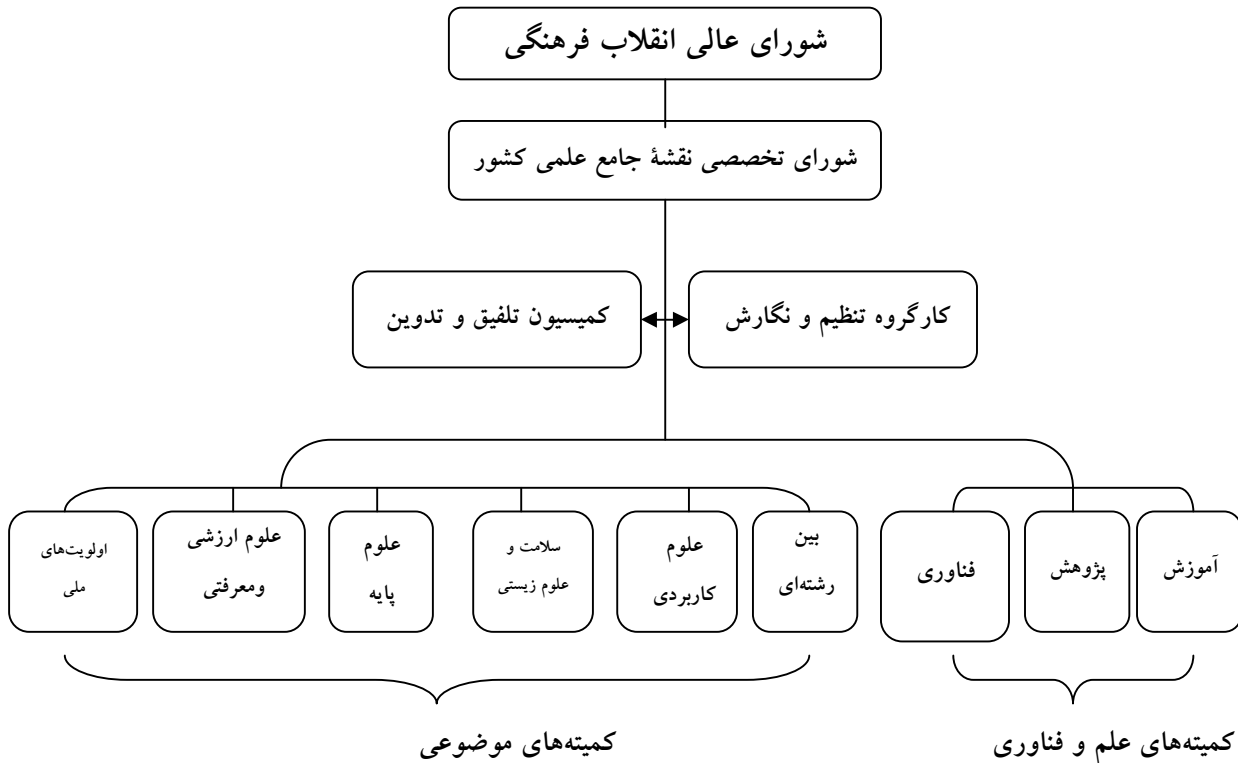 شورای عالی انقلاب فرهنگی
شورای تخصصی نقشهٔ جامع علمی کشور
کارگروه تنظیم و نگارش
کمیسیون تلفیق و تدوین
آموزش
پژوهش
فناوری
بین
رشته‌ای
علوم
کاربردی
سلامت و
علوم زیستی
علوم
پایه
علوم ارزشی
ومعرفتی
اولویت‌های
ملی
کمیته‌های علم و فناوری
کمیته‌های موضوعی